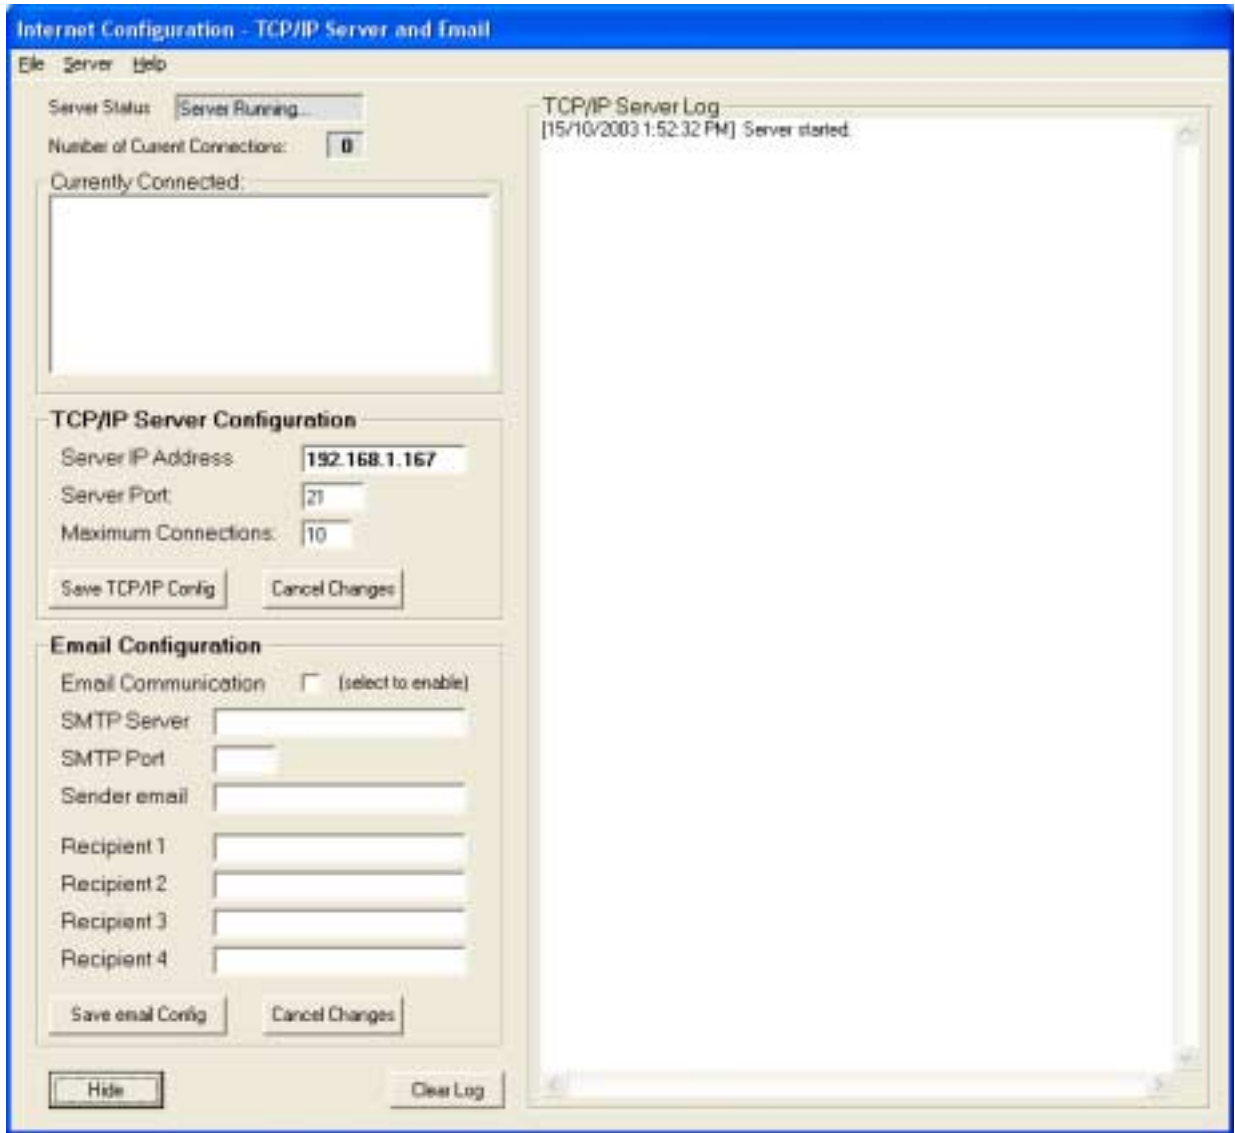 Internet Configuration - TCP/IP Server and Email
File Server Help
Server Status Server Running...
Number of Current Connections: 0
Currently Connected:
TCP/IP Server Configuration
Server IP Address 192.168.1.167
Server Port: 21
Maximum Connections: 10
Save TCP/IP Config Cancel Changes
Email Configuration
Email Communication (select to enable)
SMTP Server
SMTP Port
Sender email
Recipient 1
Recipient 2
Recipient 3
Recipient 4
Save email Config Cancel Changes
Hide Clear Log
TCP/IP Server Log
[15/10/2003 1:52:32 PM] Server started.